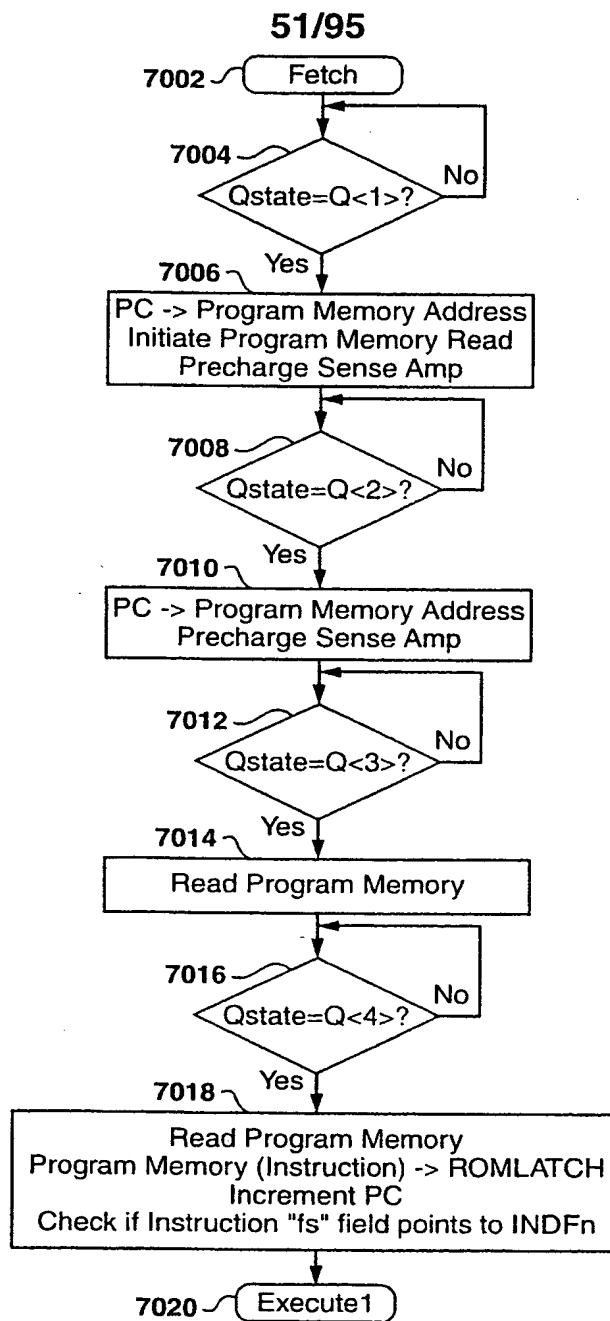 51/95
7002 Fetch
7004
Qstate=Q<1>?
No
Yes
7006
PC -> Program Memory Address
Initiate Program Memory Read
Precharge Sense Amp
7008
Qstate=Q<2>?
No
Yes
7010
PC -> Program Memory Address
Precharge Sense Amp
7012
Qstate=Q<3>?
No
Yes
7014
Read Program Memory
7016
Qstate=Q<4>?
No
Yes
7018
Read Program Memory
Program Memory (Instruction) -> ROMLATCH
Increment PC
Check if Instruction "fs" field points to INDFn
7020 Execute1